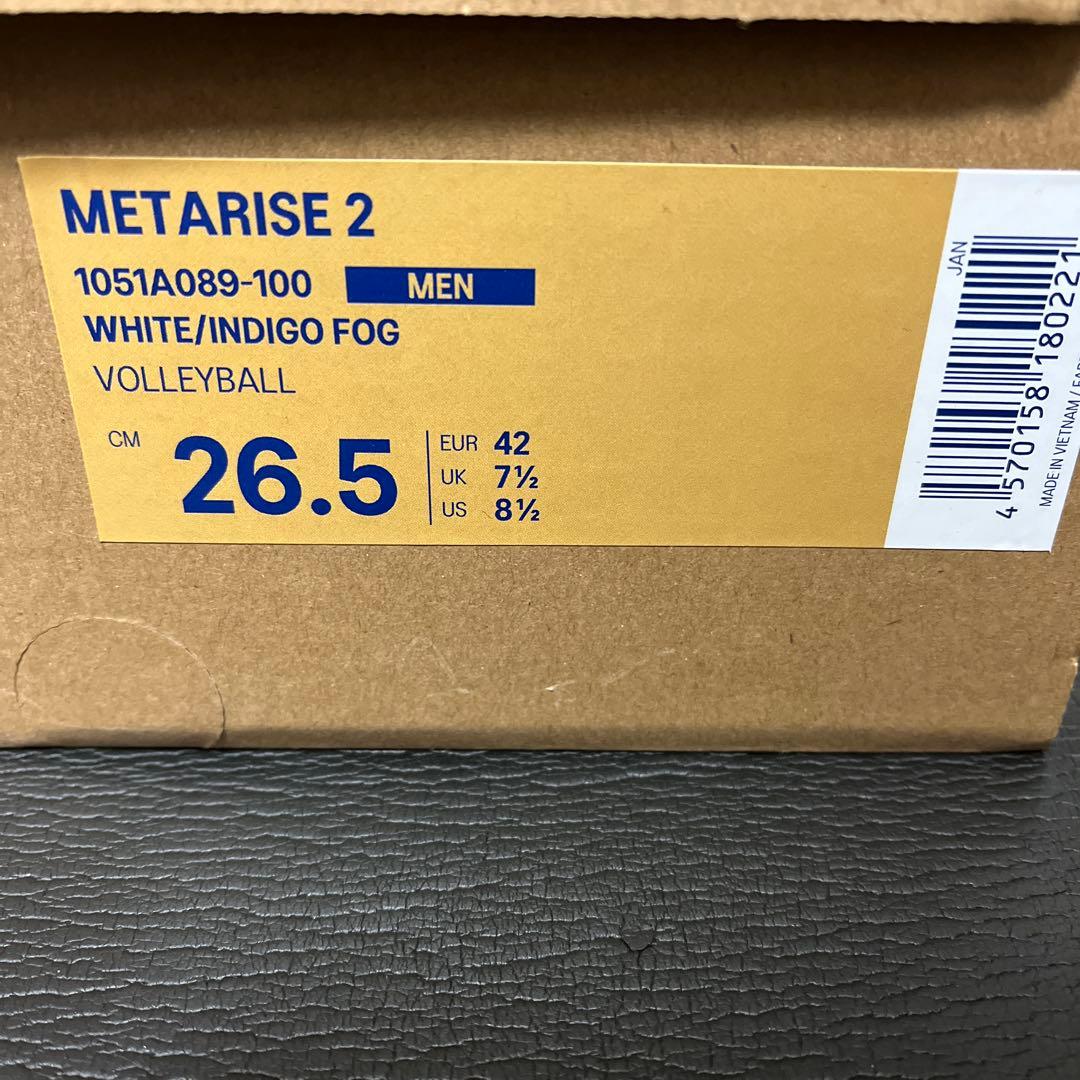 METARISE 2
1051A089-100 MEN
WHITE/INDIGO FOG
VOLLEYBALL
CM 26.5
EUR 42
UK 7½
US 8½
JAN
4 570158 180221
MADE IN VIETNAM /